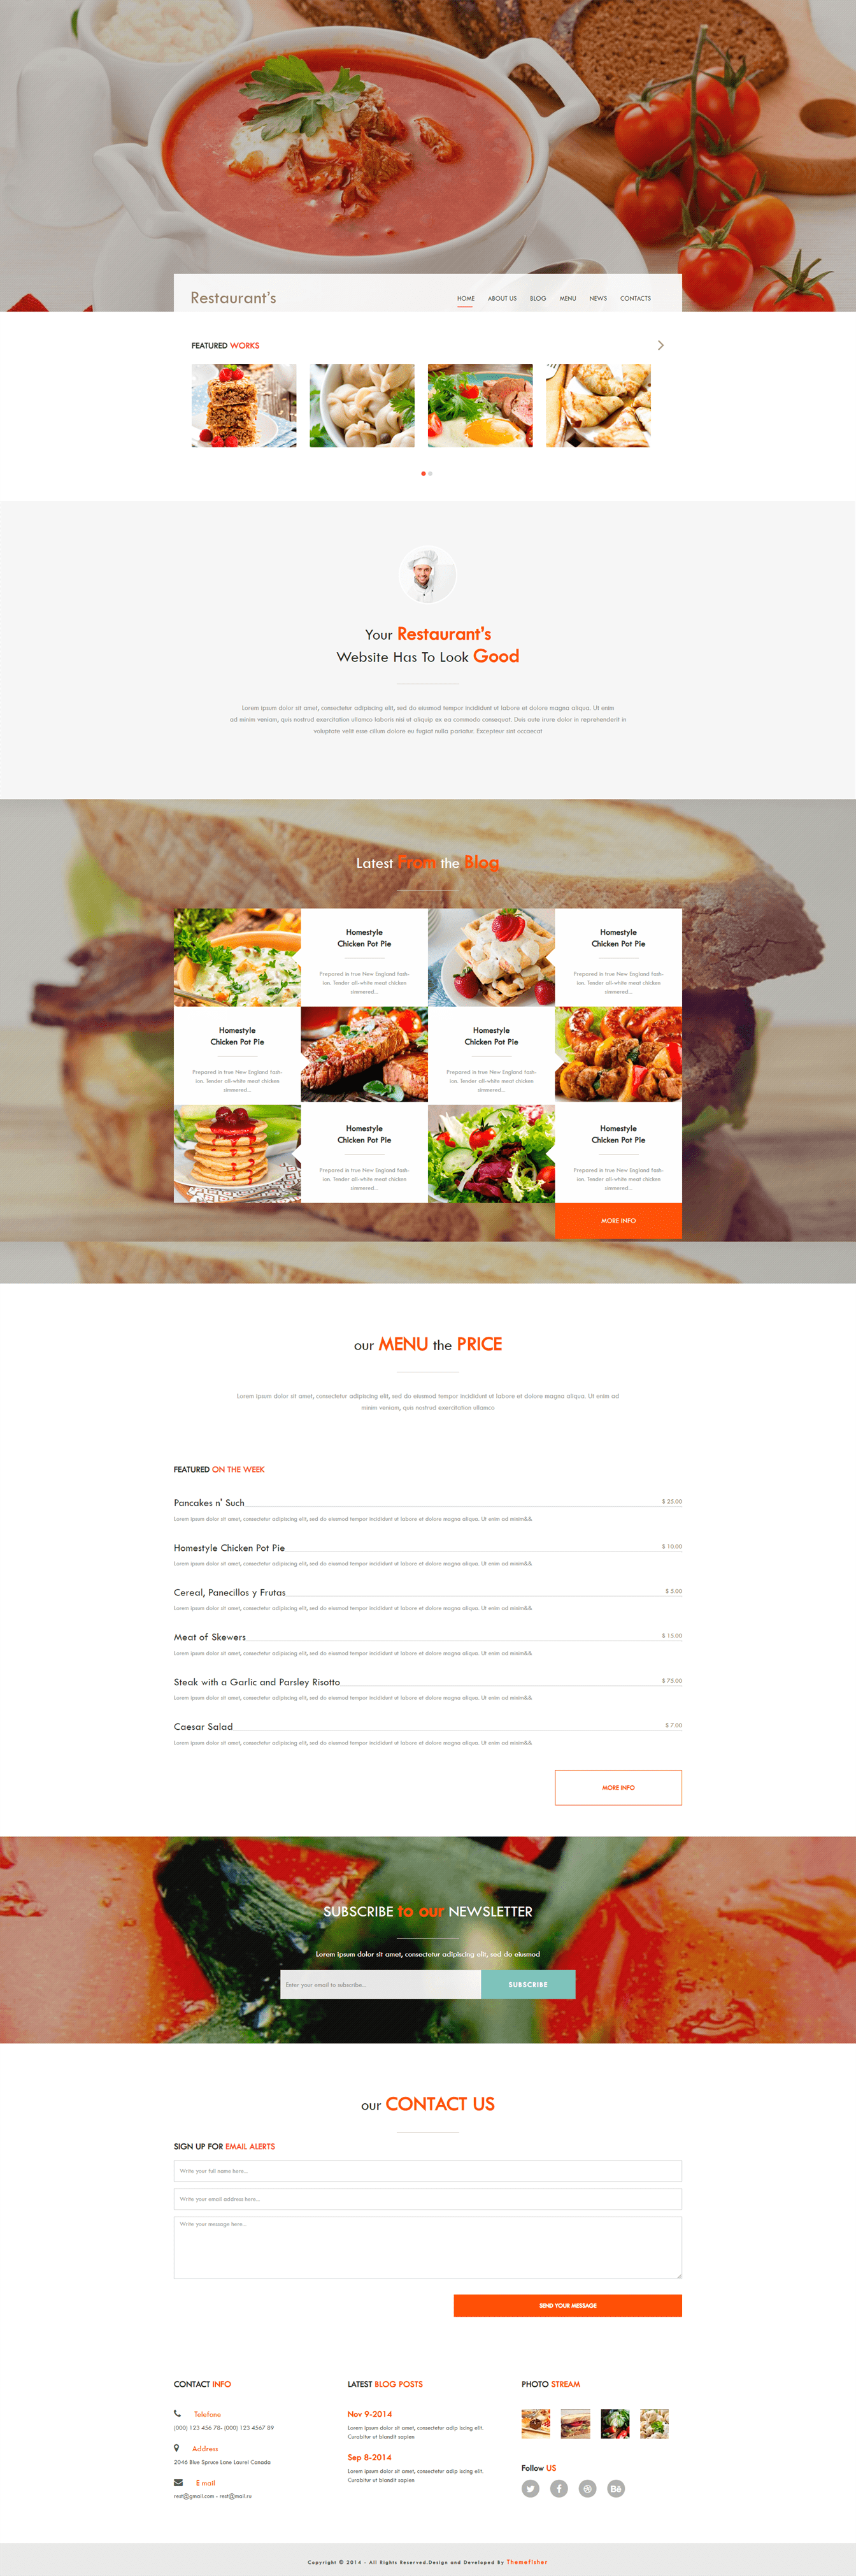 Restaurant's
HOME ABOUT US BLOG MENU NEWS CONTACTS
FEATURED WORKS
Your Restaurant's
Website Has To Look Good
Lorem ipsum dolor sit amet, consectetur adipiscing elit, sed do eiusmod tempor incididunt ut labore et dolore magna aliqua. Ut enim
ad minim veniam, quis nostrud exercitation ullamco laboris nisi ut aliquip ex ea commodo consequat. Duis aute irure dolor in reprehenderit in
voluptate velit esse cillum dolore eu fugiat nulla pariatur. Excepteur sint occaecat
Latest From the Blog
Homestyle
Chicken Pot Pie
Prepared in true New England fash-
ion. Tender all-white meat chicken
simmered...
Homestyle
Chicken Pot Pie
Prepared in true New England fash-
ion. Tender all-white meat chicken
simmered...
Homestyle
Chicken Pot Pie
Prepared in true New England fash-
ion. Tender all-white meat chicken
simmered...
Homestyle
Chicken Pot Pie
Prepared in true New England fash-
ion. Tender all-white meat chicken
simmered...
Homestyle
Chicken Pot Pie
Prepared in true New England fash-
ion. Tender all-white meat chicken
simmered...
Homestyle
Chicken Pot Pie
Prepared in true New England fash-
ion. Tender all-white meat chicken
simmered...
MORE INFO
our MENU the PRICE
Lorem ipsum dolor sit amet, consectetur adipiscing elit, sed do eiusmod tempor incididunt ut labore et dolore magna aliqua. Ut enim ad
minim veniam, quis nostrud exercitation ullamco
FEATURED ON THE WEEK
Pancakes n' Such $ 25.00
Lorem ipsum dolor sit amet, consectetur adipiscing elit, sed do eiusmod tempor incididunt ut labore et dolore magna aliqua. Ut enim ad minim&&
Homestyle Chicken Pot Pie $ 10.00
Lorem ipsum dolor sit amet, consectetur adipiscing elit, sed do eiusmod tempor incididunt ut labore et dolore magna aliqua. Ut enim ad minim&&
Cereal, Panecillos y Frutas $ 5.00
Lorem ipsum dolor sit amet, consectetur adipiscing elit, sed do eiusmod tempor incididunt ut labore et dolore magna aliqua. Ut enim ad minim&&
Meat of Skewers $ 15.00
Lorem ipsum dolor sit amet, consectetur adipiscing elit, sed do eiusmod tempor incididunt ut labore et dolore magna aliqua. Ut enim ad minim&&
Steak with a Garlic and Parsley Risotto $ 75.00
Lorem ipsum dolor sit amet, consectetur adipiscing elit, sed do eiusmod tempor incididunt ut labore et dolore magna aliqua. Ut enim ad minim&&
Caesar Salad $ 7.00
Lorem ipsum dolor sit amet, consectetur adipiscing elit, sed do eiusmod tempor incididunt ut labore et dolore magna aliqua. Ut enim ad minim&&
MORE INFO
SUBSCRIBE to our NEWSLETTER
Lorem ipsum dolor sit amet, consectetur adipiscing elit, sed do eiusmod
Enter your email to subscribe... SUBSCRIBE
our CONTACT US
SIGN UP FOR EMAIL ALERTS
Write your full name here...
Write your email address here...
Write your message here...
SEND YOUR MESSAGE
CONTACT INFO
Telefone
(000) 123 456 78- (000) 123 4567 89
Address
2046 Blue Spruce Lane Laurel Canada
E mail
rest@gmail.com - rest@mail.ru
LATEST BLOG POSTS
Nov 9-2014
Lorem ipsum dolor sit amet, consectetur adip iscing elit.
Curabitur ut blandit sapien
Sep 8-2014
Lorem ipsum dolor sit amet, consectetur adip iscing elit.
Curabitur ut blandit sapien
PHOTO STREAM
Follow US
Bē
Copyright © 2014 - All Rights Reserved.Design and Developed By Themefisher